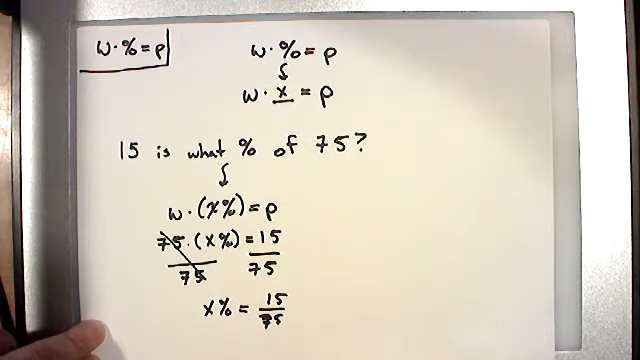 w·%=p
w·%=p
w·x=p
15 is what % of 75?
w·(x%)=p
75·(x%)=15
75 75
x%= 15
75